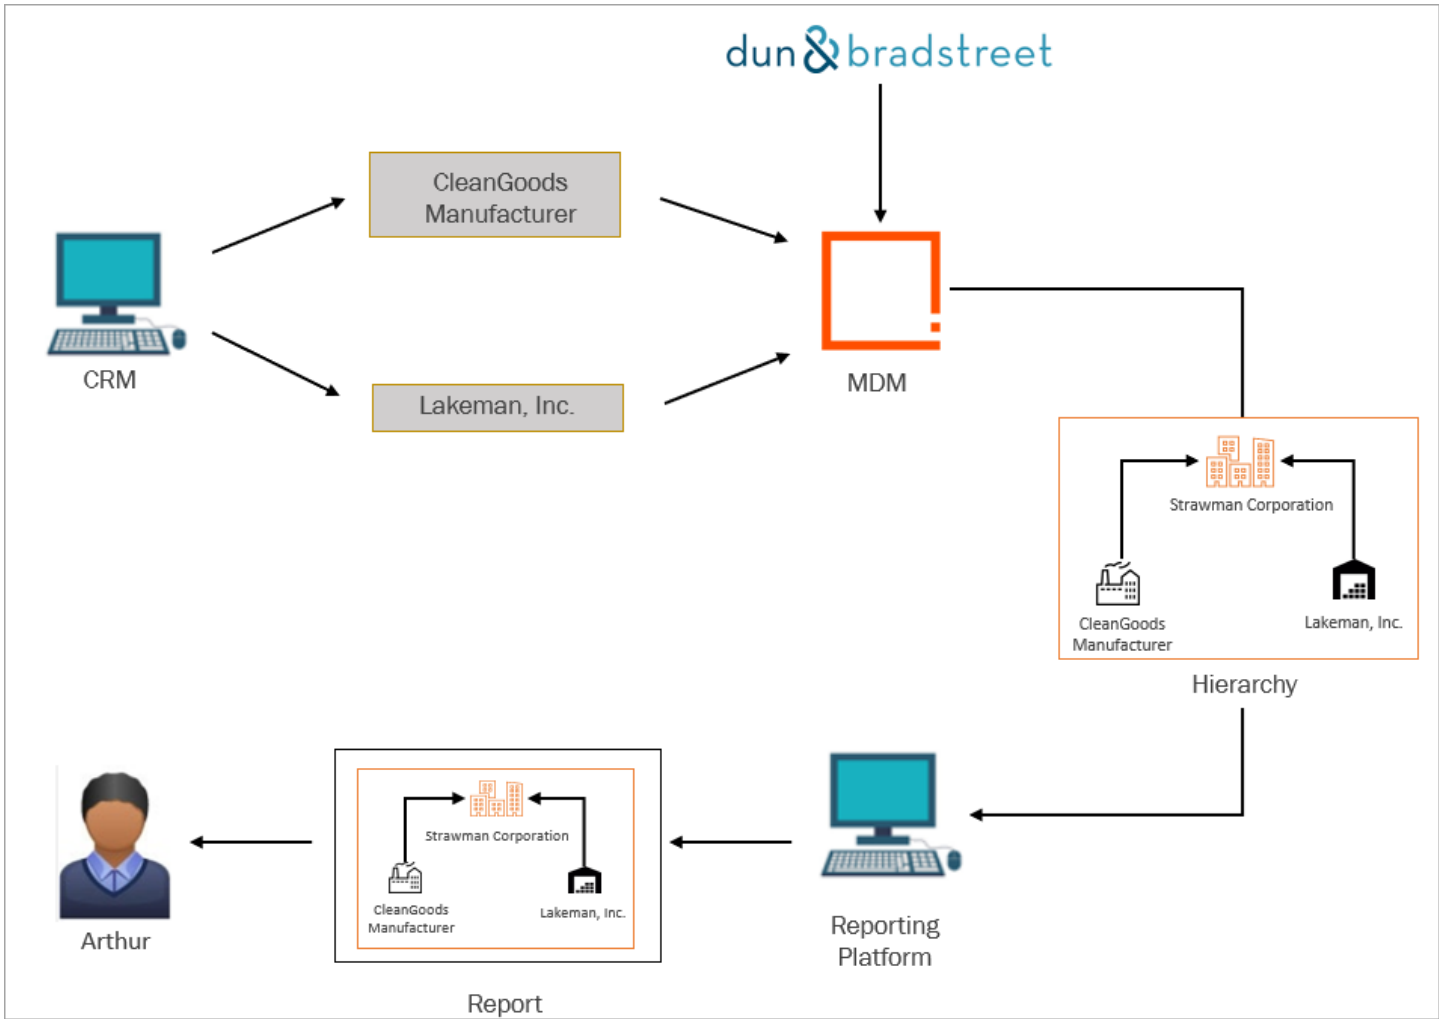 dun&bradstreet
CleanGoods
Manufacturer
CRM
Lakeman, Inc.
MDM
Strawman Corporation
CleanGoods
Manufacturer
Lakeman, Inc.
Hierarchy
Strawman Corporation
CleanGoods
Manufacturer
Lakeman, Inc.
Arthur
Reporting
Platform
Report